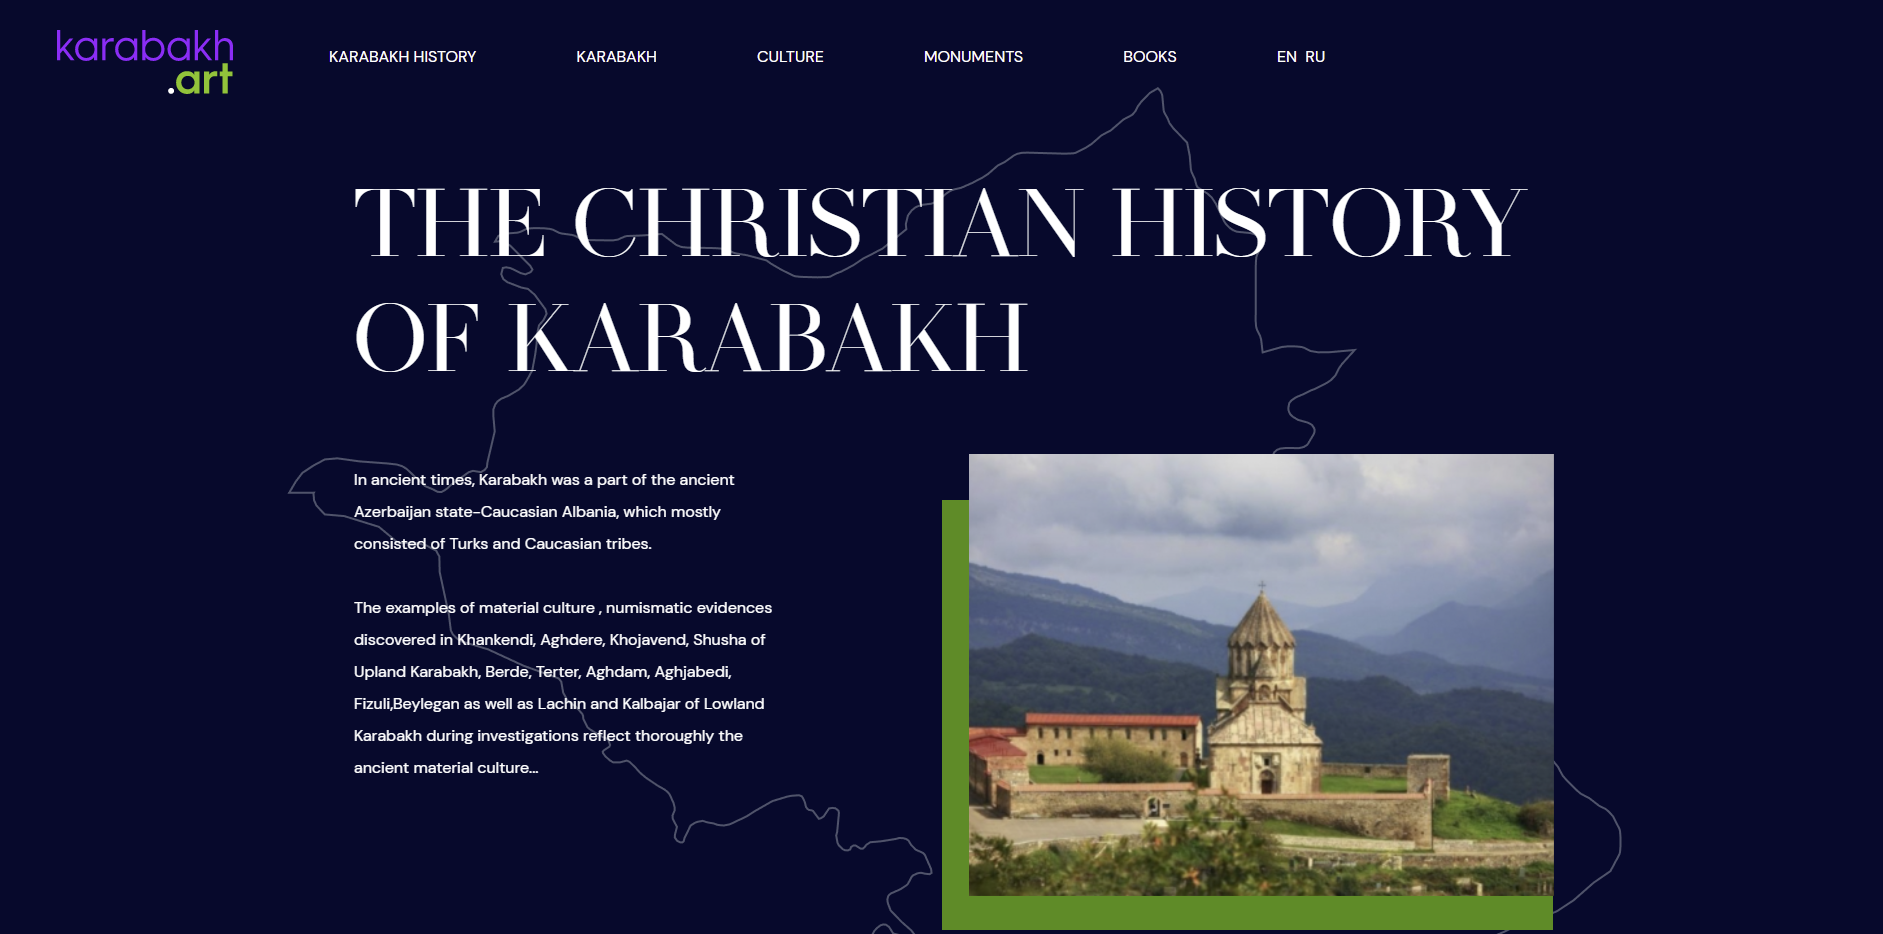 karabakh
.art
KARABAKH HISTORY
KARABAKH
CULTURE
MONUMENTS
BOOKS
EN RU
THE CHRISTIAN HISTORY
OF KARABAKH
In ancient times, Karabakh was a part of the ancient
Azerbaijan state-Caucasian Albania, which mostly
consisted of Turks and Caucasian tribes.
The examples of material culture , numismatic evidences
discovered in Khankendi, Aghdere, Khojavend, Shusha of
Upland Karabakh, Berde, Terter, Aghdam, Aghjabedi,
Fizuli,Beylegan as well as Lachin and Kalbajar of Lowland
Karabakh during investigations reflect thoroughly the
ancient material culture...